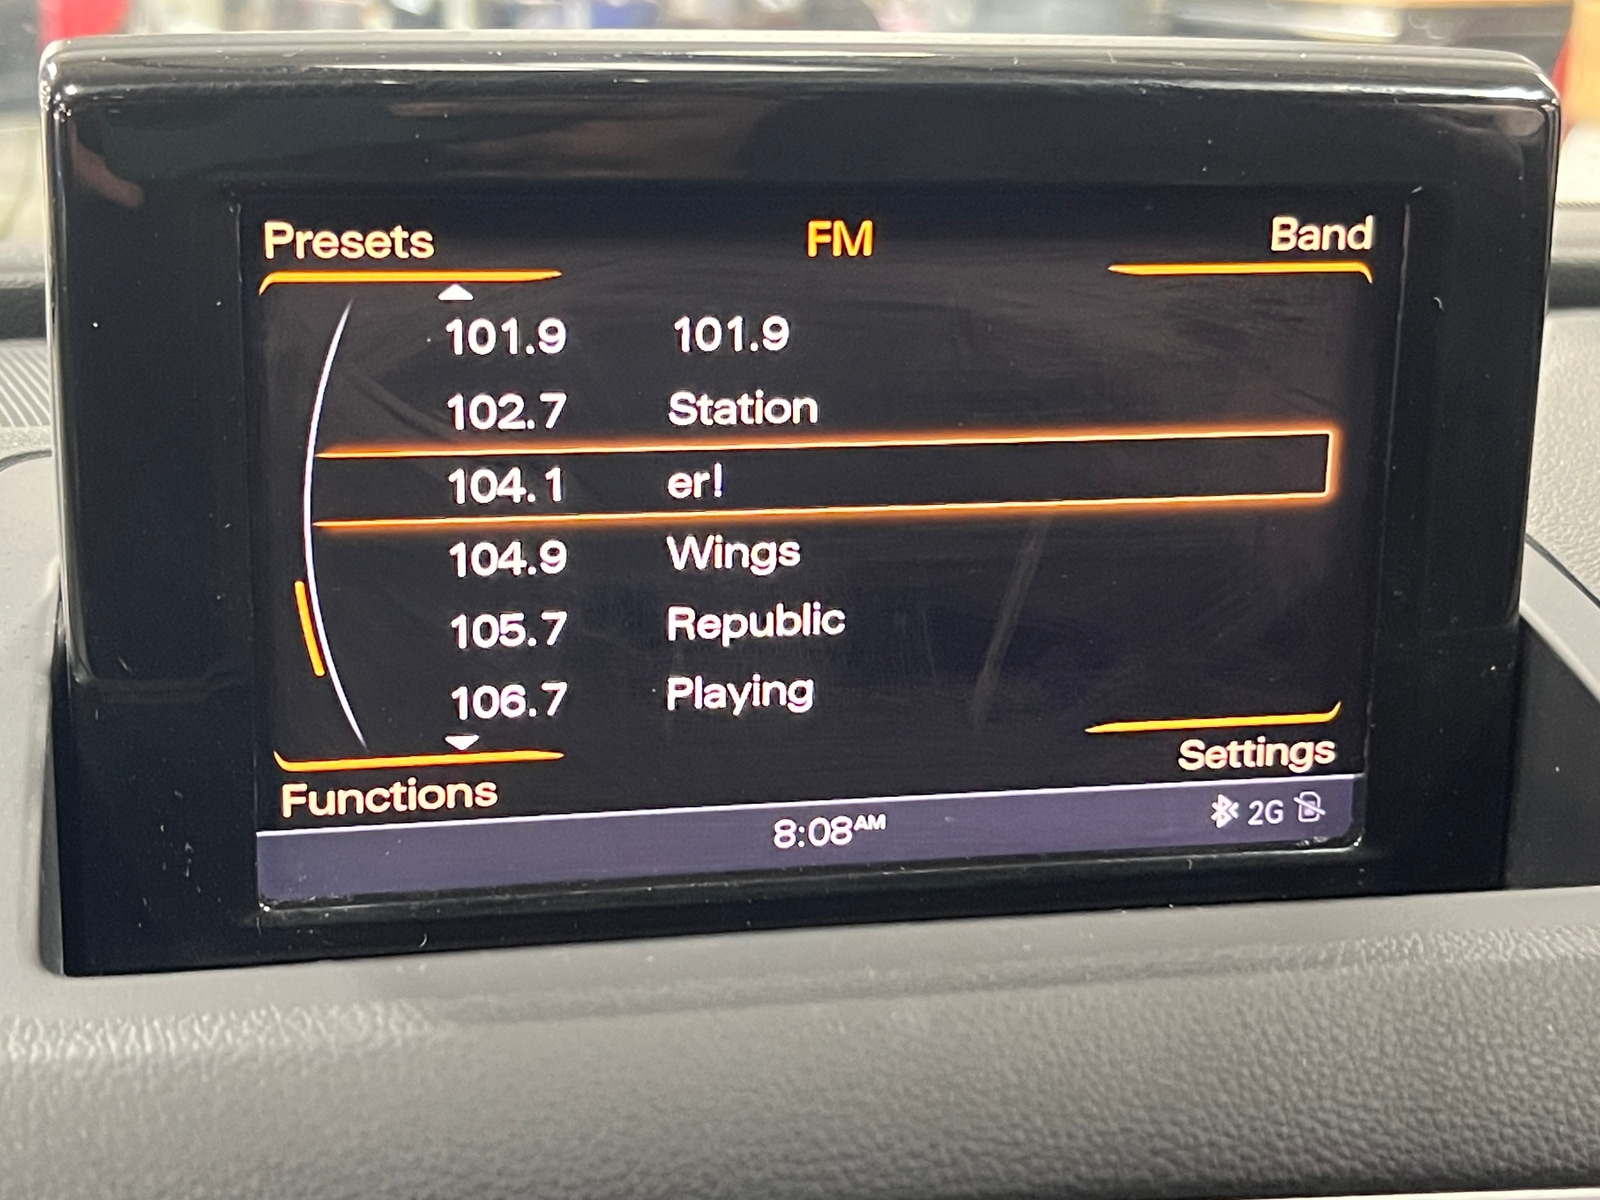 Presets FM Band
101.9 101.9
102.7 Station
104.1 er!
104.9 Wings
105.7 Republic
106.7 Playing
Settings
Functions
8:08AM 2G